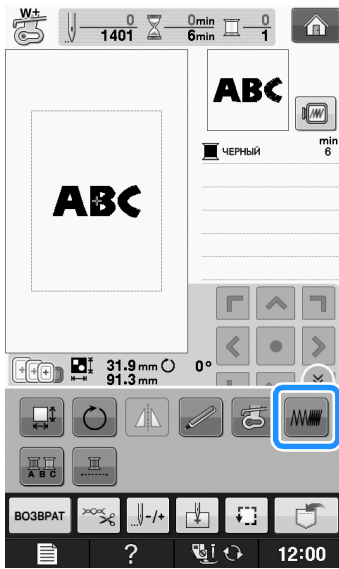 W+
0 0min 0
1401 6min 1
ABC
min
ЧЕРНЫЙ 6
ABC
31.9 mm 0°
91.3 mm
A B C
ВОЗВРАТ -/+
? 12:00